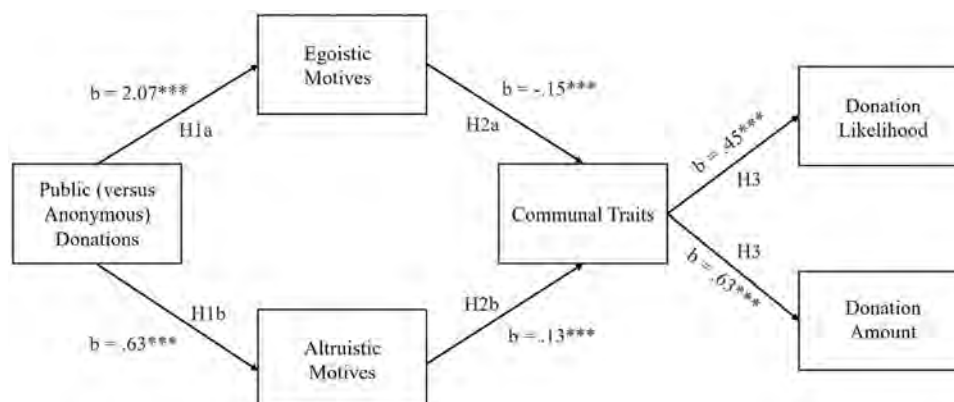 Egoistic
Motives
b = 2.07***
b = -.15***
H1a
H2a
Donation
Likelihood
b = .45***
H3
Public (versus
Anonymous)
Donations
Communal Traits
H3
b = .63***
H1b
H2b
b = .63***
b = .13***
Altruistic
Motives
Donation
Amount